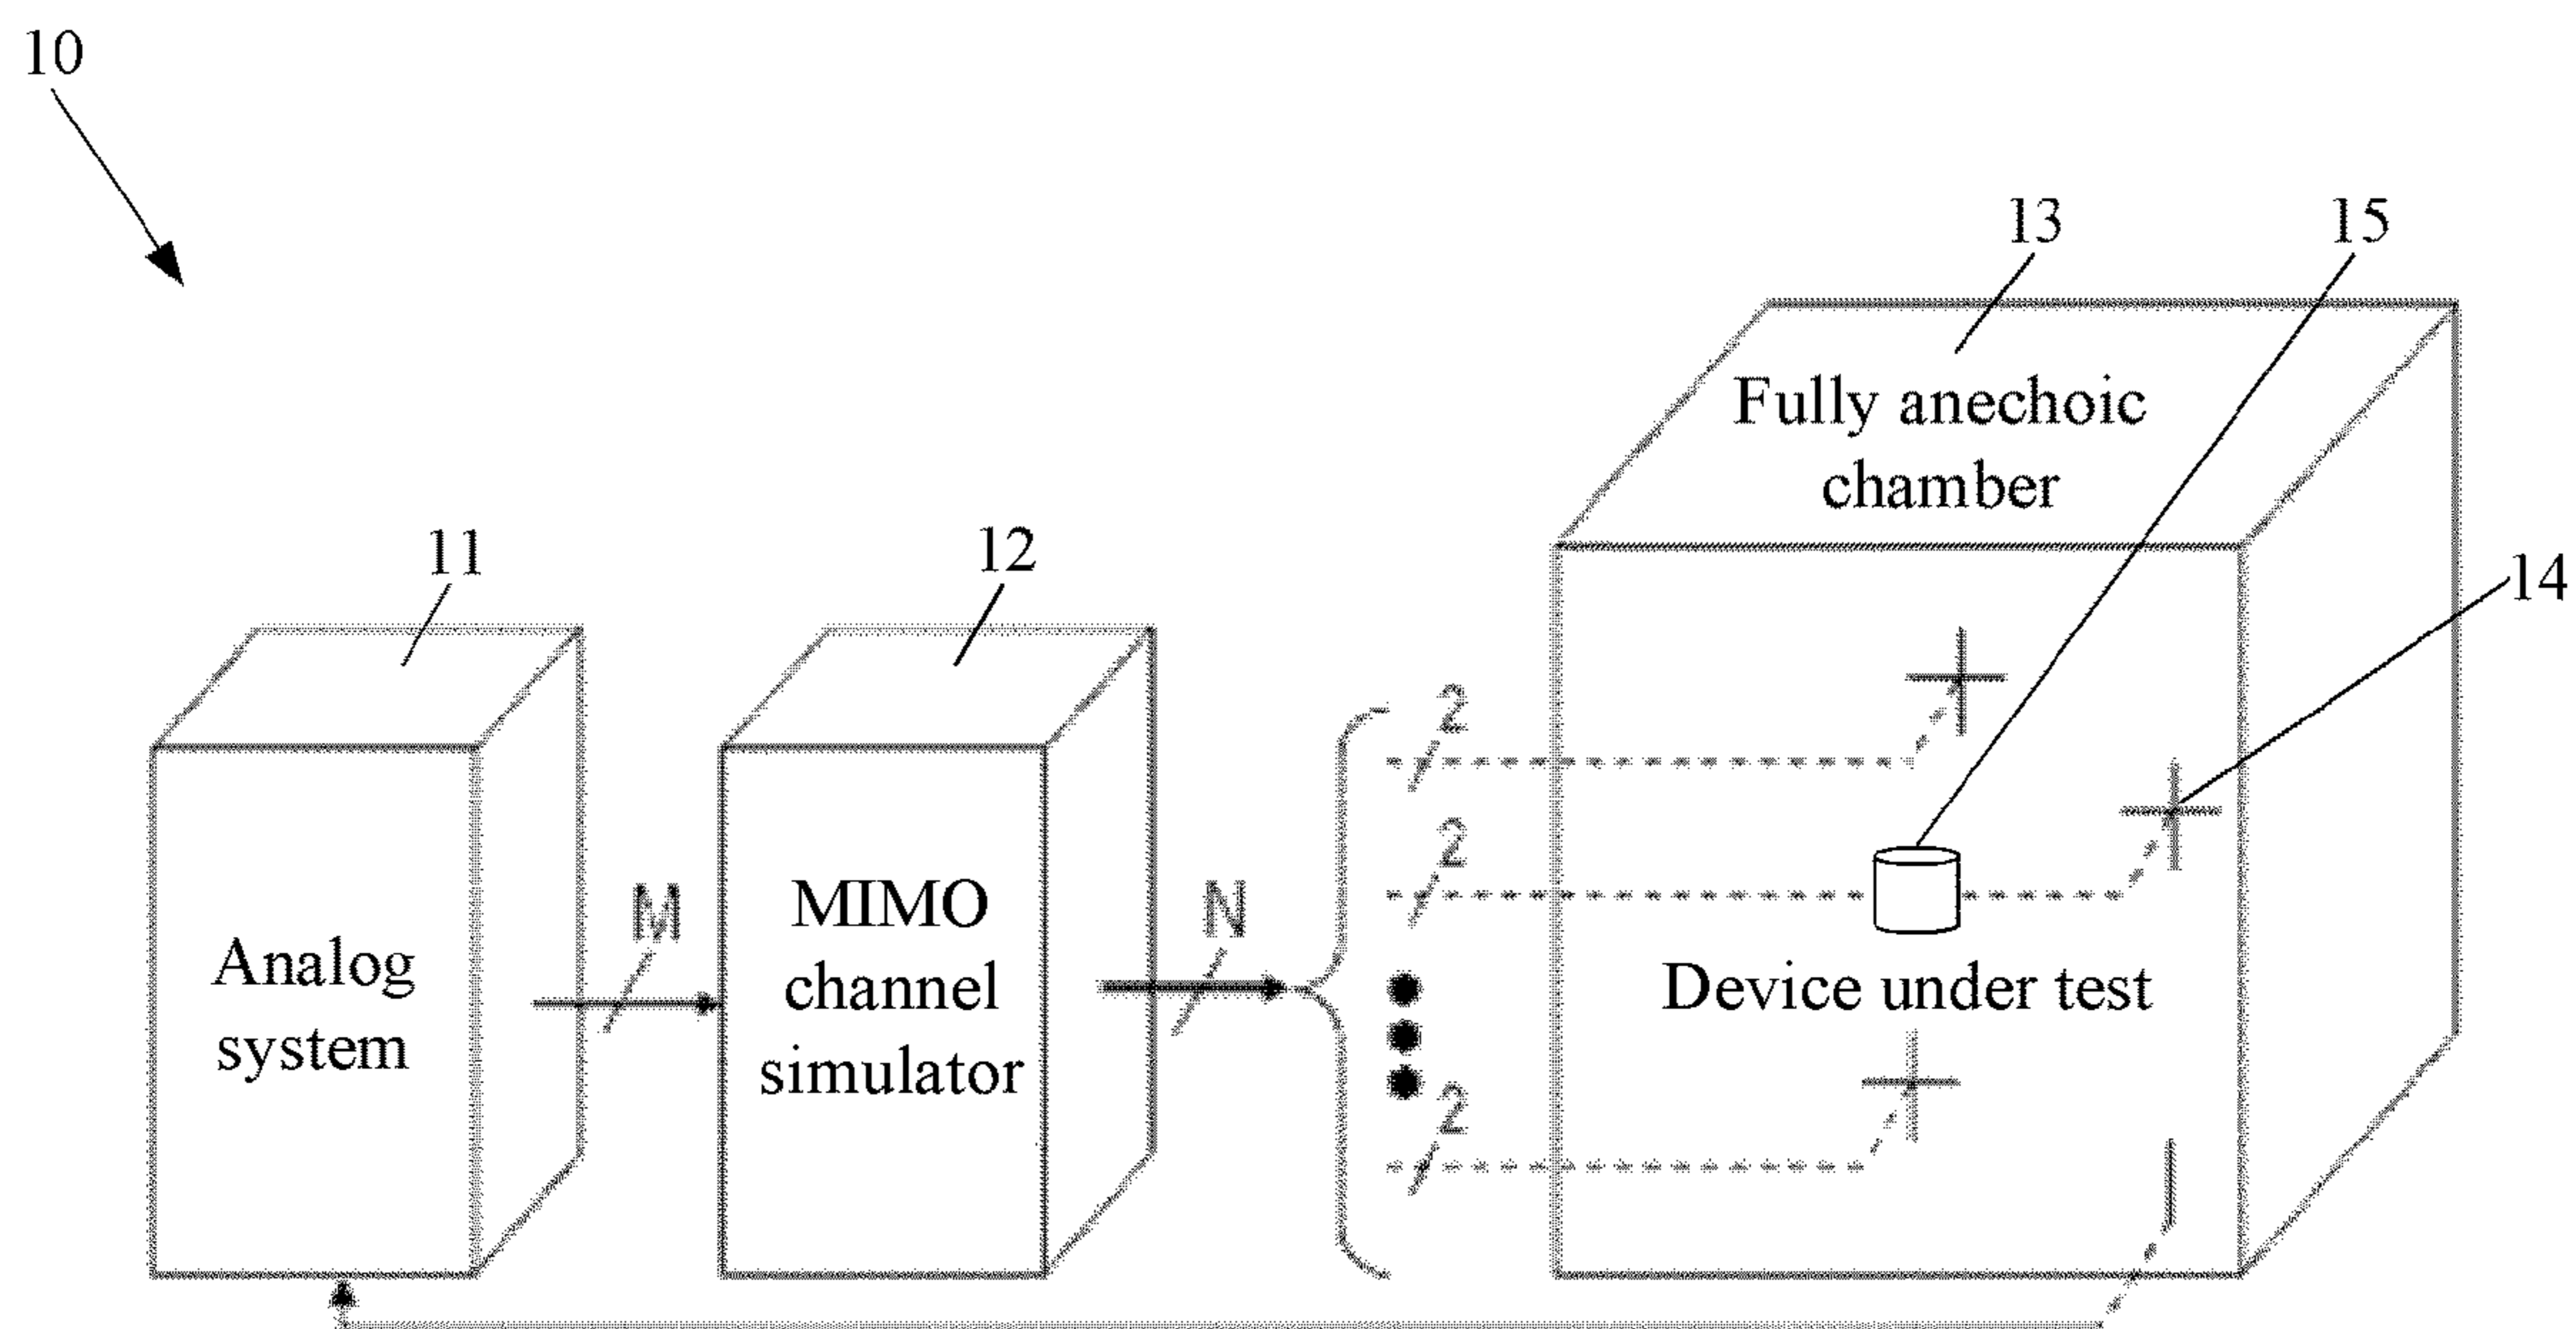 10
13
15
Fully anechoic
chamber
11
12
14
2
2
M
N
Analog
system
MIMO
channel
simulator
Device under test
2